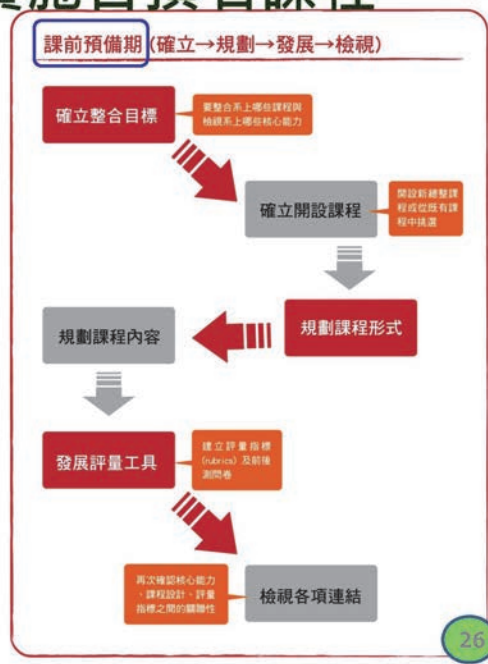 課前預備期(確立→規劃→發展→檢視)
確立整合目標
要整合系上哪些課程與
檢視系上哪些核心能力
確立開設課程
開設新總整課
程或從既有課
程中挑選
規劃課程形式
規劃課程內容
發展評量工具
建立評量指標
(rubrics) 及前後
測問卷
再次確認核心能力
、課程設計、評量
指標之間的關聯性
檢視各項連結
26